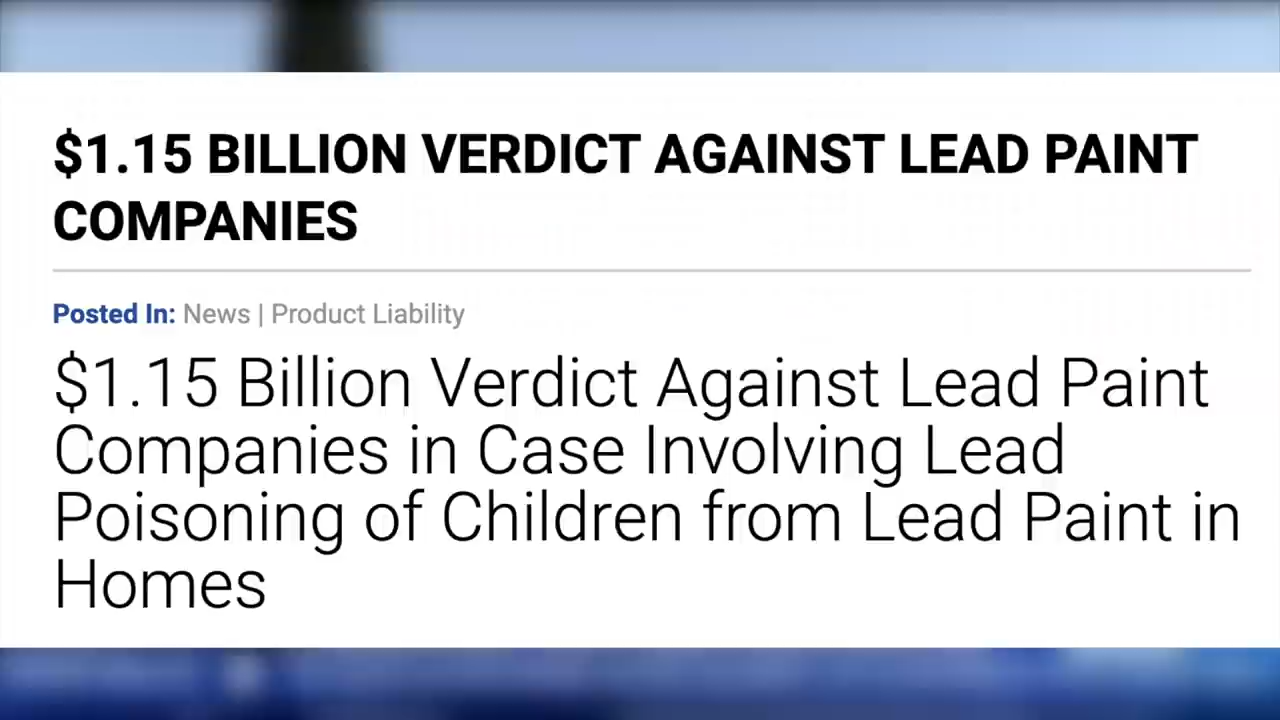 $1.15 BILLION VERDICT AGAINST LEAD PAINT
COMPANIES
Posted In: News | Product Liability
$1.15 Billion Verdict Against Lead Paint
Companies in Case Involving Lead
Poisoning of Children from Lead Paint in
Homes